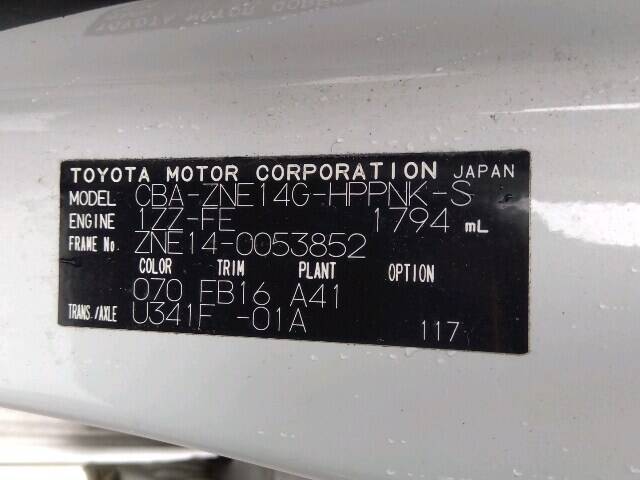 TOYOTA MOTOR CORPORATION JAPAN
MODEL CBA-ZNE14G-HPPNK-S
ENGINE 1ZZ-FE 1794 mL
FRAME No. ZNE14-0053852
COLOR TRIM PLANT OPTION
070 FB16 A41
TRANS./AXLE U341F -01A
117